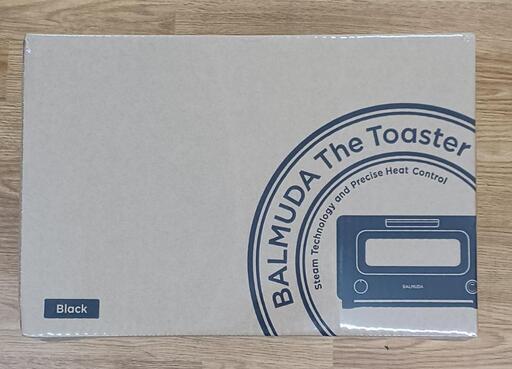 BALMUDA The Toaster
Steam Technology and Precise Heat Control
BALMUDA
Black